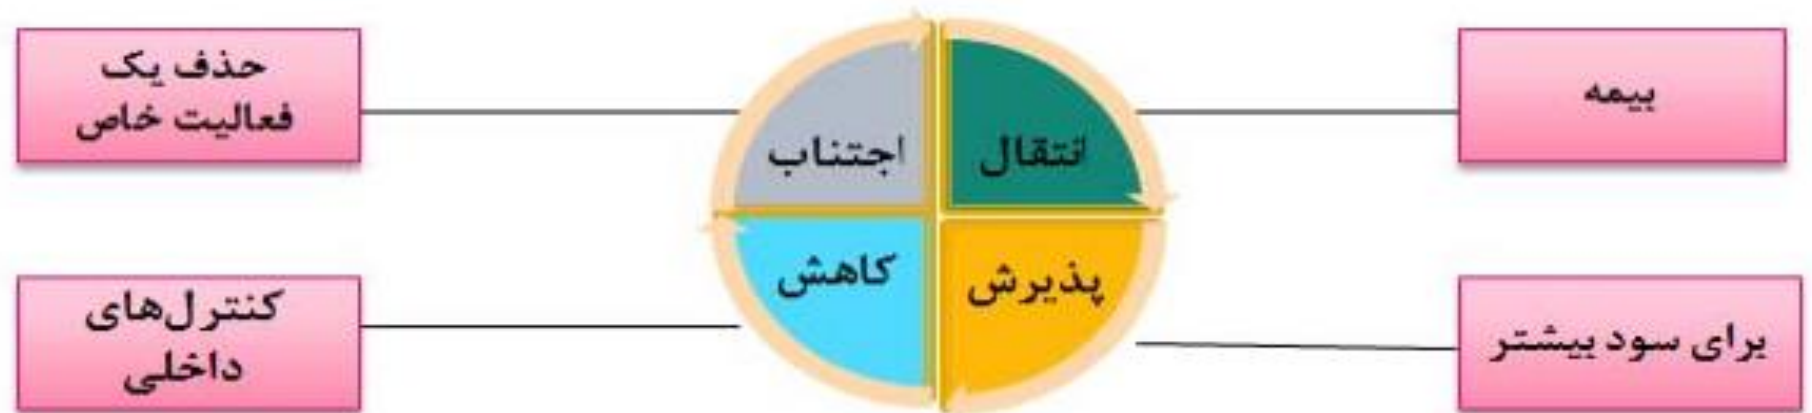 بیمه
انتقال
اجتناب
حذف یک
فعالیت خاص
برای سود بیشتر
پذیرش
کاهش
کنترل‌های
داخلی